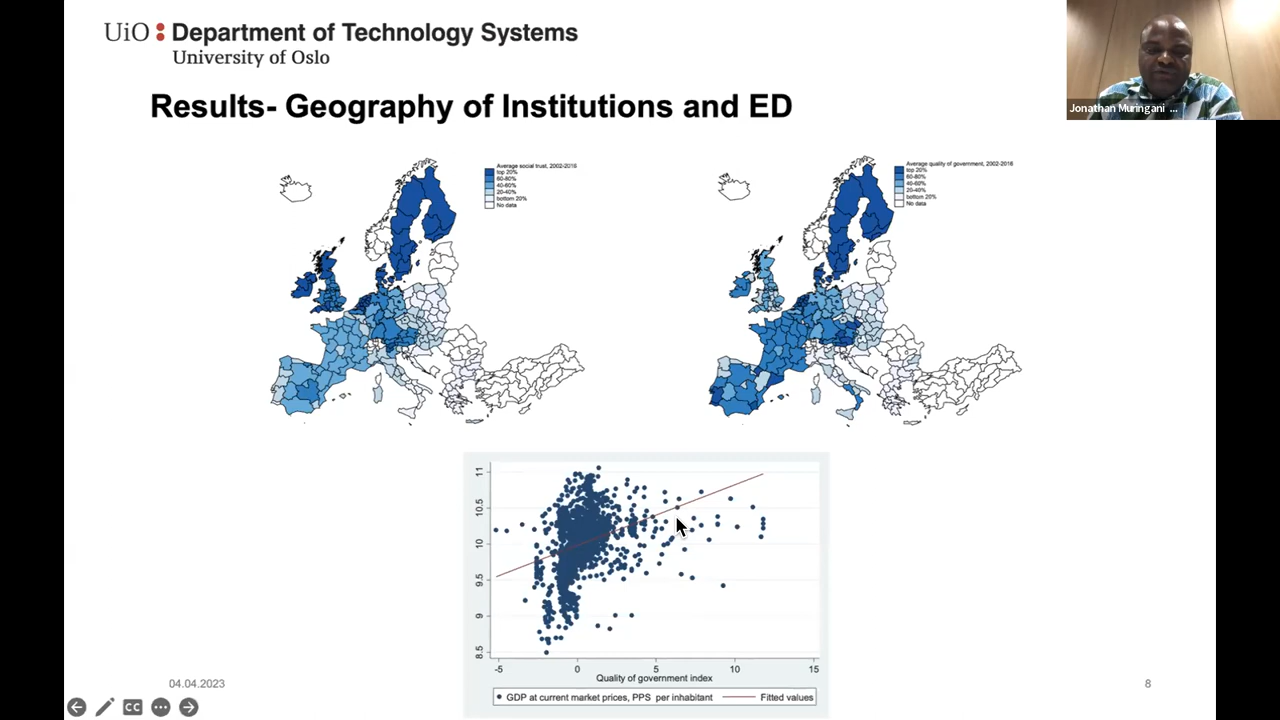 UiO Department of Technology Systems
University of Oslo
Results- Geography of Institutions and ED
Jonathan Muringani ...
Average social trust, 2002-2016
top 20%
60-80%
40-60%
20-40%
bottom 20%
No data
Average quality of government, 2002-2016
top 20%
60-80%
40-60%
20-40%
bottom 20%
No data
11
10.5
10
9.5
9
8.5
-5 0 5 10 15
Quality of government index
GDP at current market prices, PPS per inhabitant Fitted values
04.04.2023
8
CC